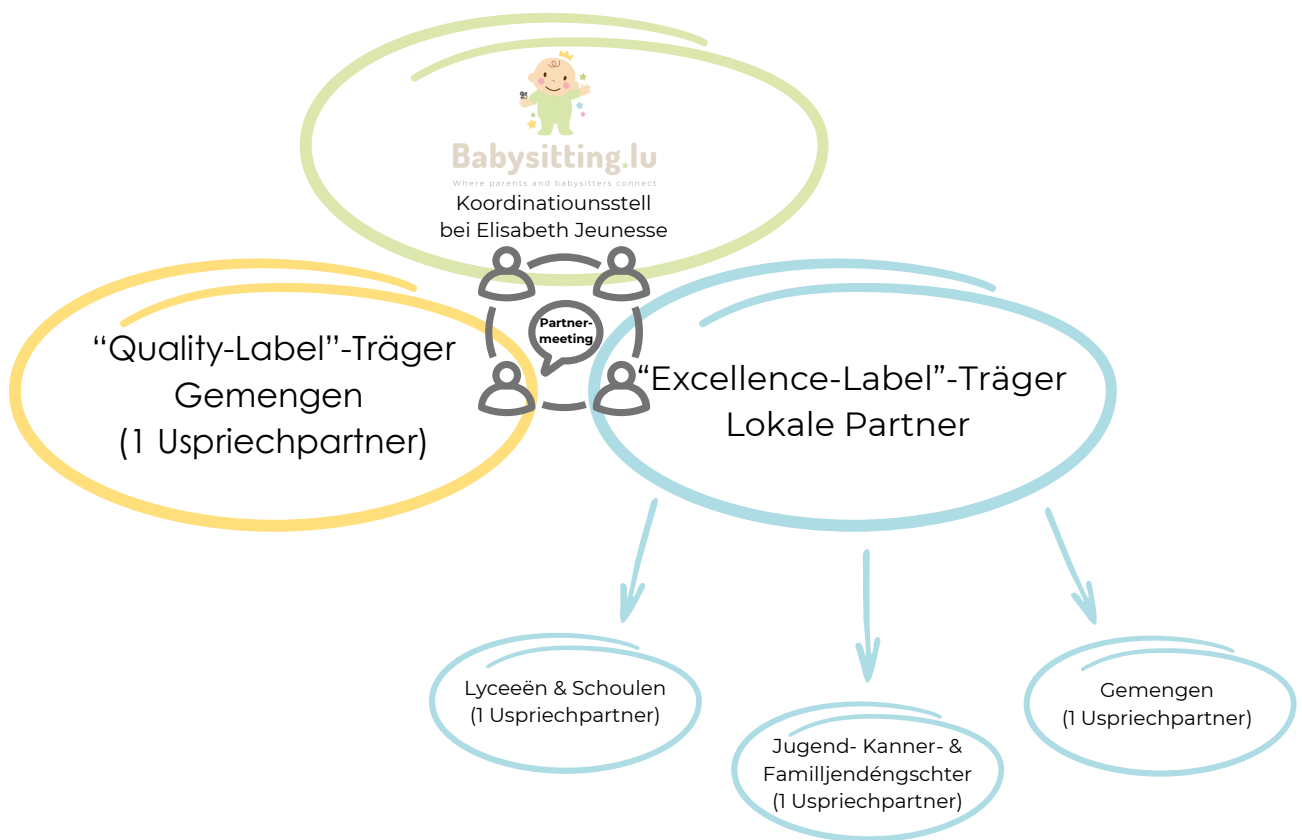 Babysitting.lu
Where parents and babysitters connect
Koordinatiounsstell
bei Elisabeth Jeunesse
Partner-
meeting
“Quality-Label”-Träger
Gemengen
(1 Uspriechpartner)
“Excellence-Label”-Träger
Lokale Partner
Lyceeën & Schoulen
(1 Uspriechpartner)
Jugend- Kanner- &
Familljendéngschter
(1 Uspriechpartner)
Gemengen
(1 Uspriechpartner)